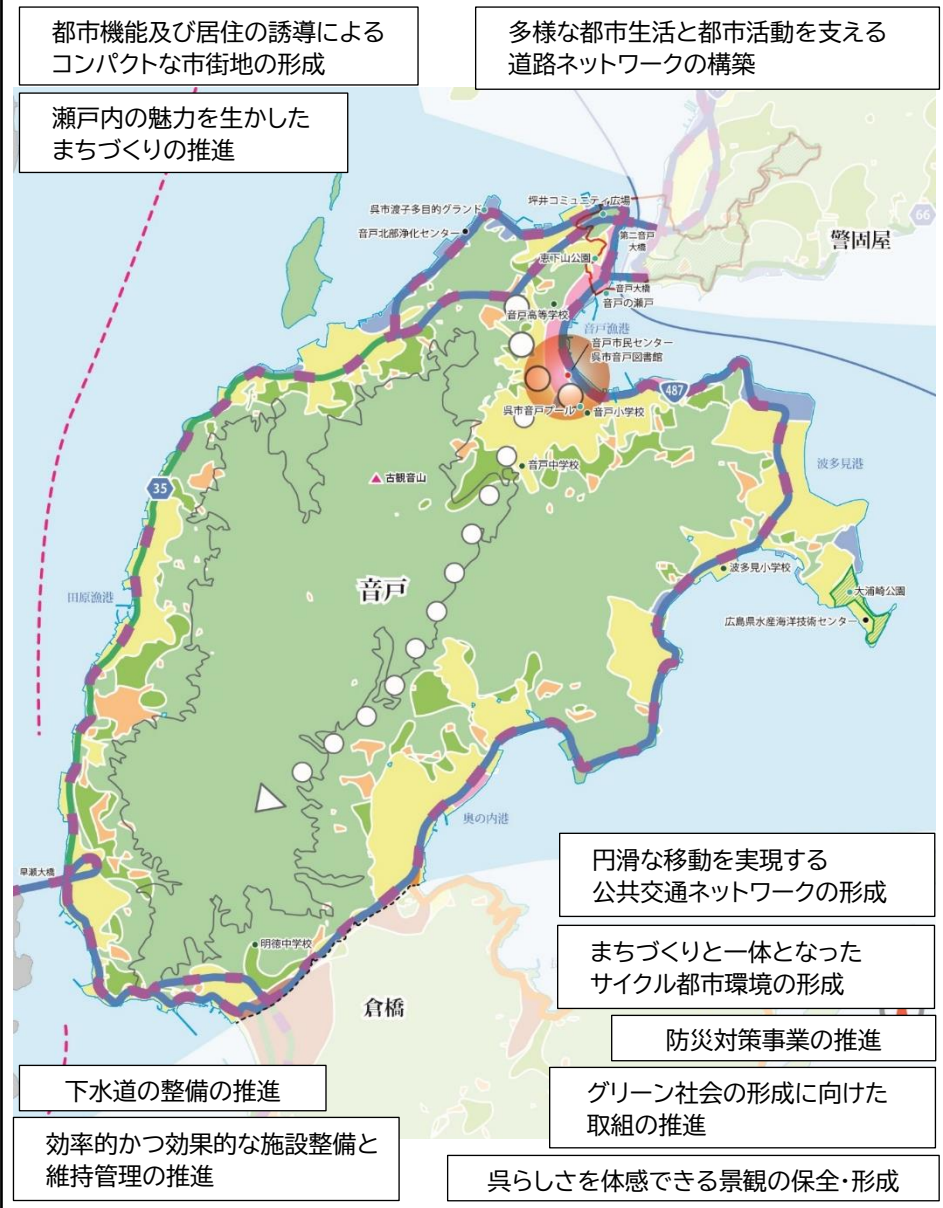 都市機能及び居住の誘導による
コンパクトな市街地の形成
多様な都市生活と都市活動を支える
道路ネットワークの構築
瀬戸内の魅力を生かした
まちづくりの推進
呉市渡子多目的グランド
坪井コミュニティ広場
音戸北部浄化センター
第二音戸
大橋
66
警固屋
恵下山公園
音戸大橋
音戸の瀬戸
音戸高等学校
音戸漁港
音戸市民センター
呉市音戸図書館
487
呉市音戸プール
音戸小学校
音戸中学校
古観音山
波多見港
35
波多見小学校
音戸
大浦崎公園
田原漁港
広島県水産海洋技術センター
奥の内港
早瀬大橋
円滑な移動を実現する
公共交通ネットワークの形成
明徳中学校
まちづくりと一体となった
サイクル都市環境の形成
倉橋
防災対策事業の推進
下水道の整備の推進
グリーン社会の形成に向けた
取組の推進
効率的かつ効果的な施設整備と
維持管理の推進
呉らしさを体感できる景観の保全・形成